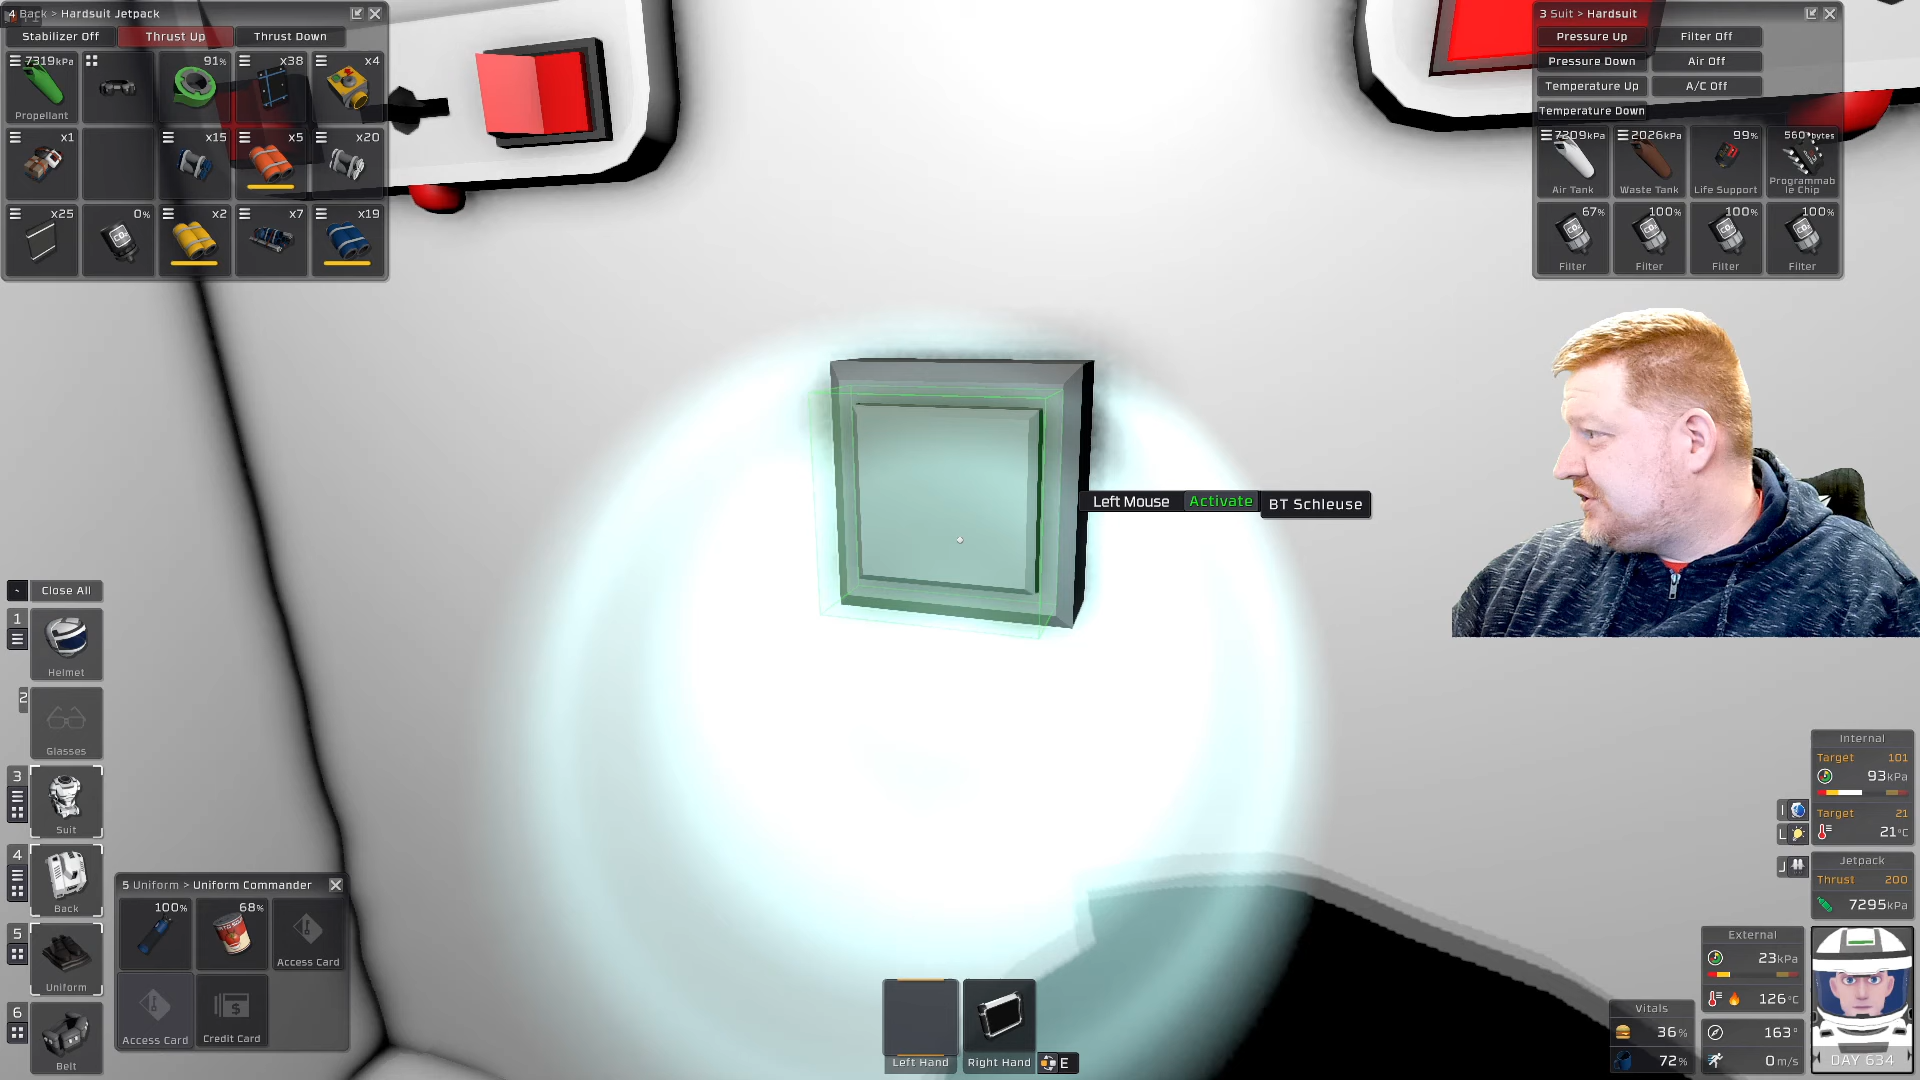 4 Back > Hardsuit Jetpack
Stabilizer Off Thrust Up Thrust Down
7319kPa
Propellant
91%
x38
x4
x1
x15
x5
x20
x25
0%
x2
x7
x19
3 Suit > Hardsuit
Pressure Up Filter Off
Pressure Down Air Off
Temperature Up A/C Off
Temperature Down
7209kPa 2026kPa 99% 560 bytes
Air Tank Waste Tank Life Support Programmab
le Chip
67% 100% 100% 100%
Filter Filter Filter Filter
Left Mouse Activate BT Schleuse
~ Close All
1
Helmet
2
Glasses
3
Suit
4
Back
5
Uniform
6
Belt
5 Uniform > Uniform Commander
100% 68%
Access Card
Access Card Credit Card
Left Hand Right Hand E
Internal
Target 101
93kPa
Target 21
21°C
I
L
J
Jetpack
Thrust 200
7295kPa
External
23kPa
126°C
163°
0m/s
Vitals
36%
72%
DAY 634